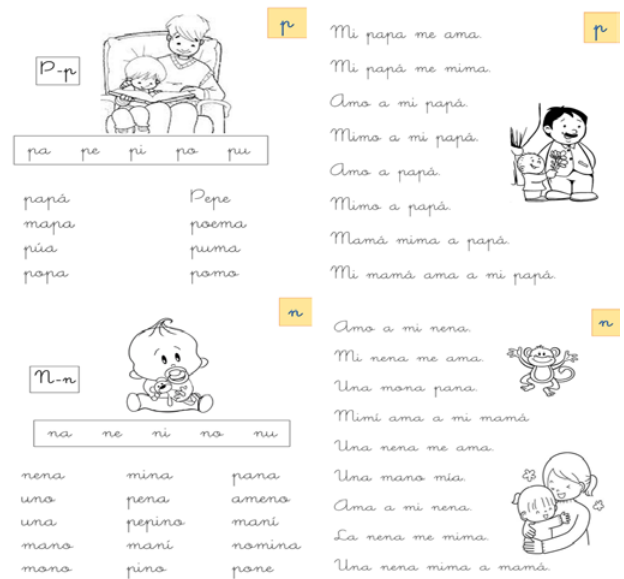 p
P-p
pa pe pi po pu
papá Pepe
mapa poema
púa puma
popa pomo
p
Mi papa me ama.
Mi papá me mima.
Amo a mi papá.
Mimo a mi papá.
Amo a papá.
Mimo a papá.
Mamá mima a papá.
Mi mamá ama a mi papá.
n
N-n
na ne ni no nu
nena mina pana
uno pena ameno
una pepino maní
mano maní nomina
mono pino pone
n
Amo a mi nena.
Mi nena me ama.
Una mona pana.
Mimí ama a mi mamá
Una nena me ama.
Una mano mía.
Ama a mi nena.
La nena me mima.
Una nena mima a mamá.